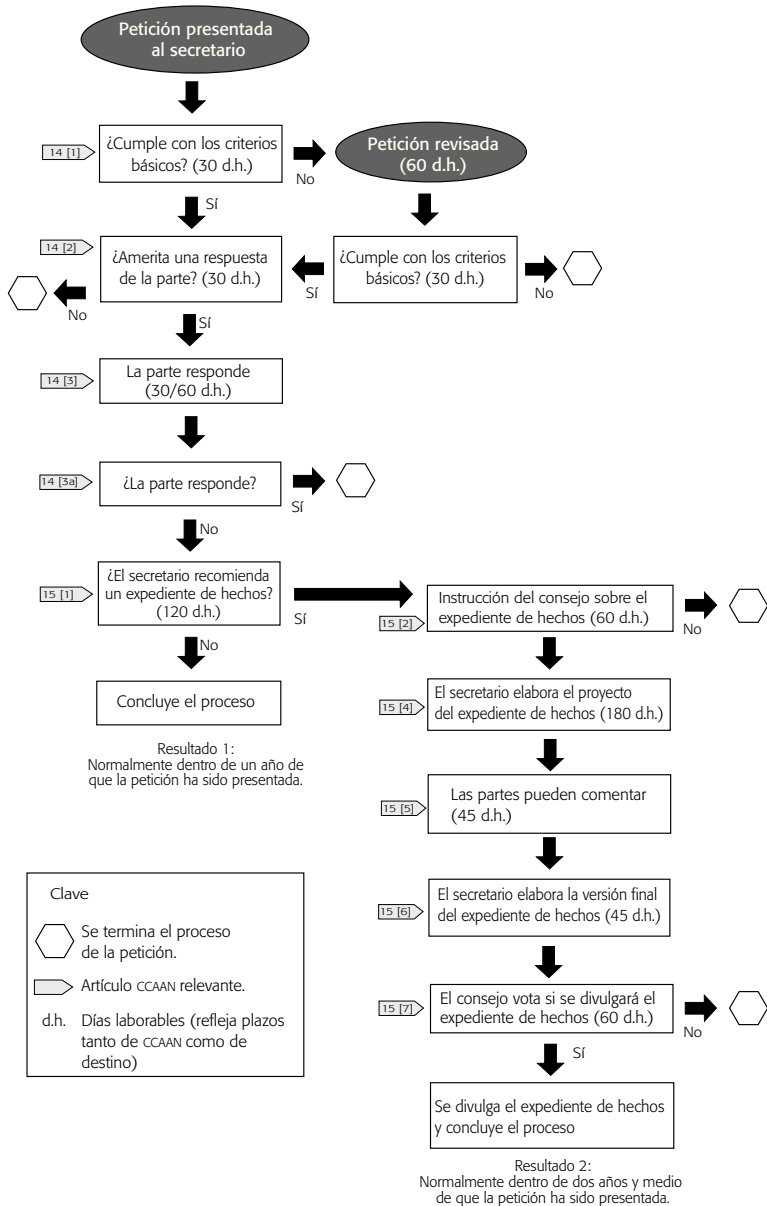 Petición presentada
al secretario
14 [1]
¿Cumple con los criterios
básicos? (30 d.h.)
No
Petición revisada
(60 d.h.)
Sí
14 [2]
¿Amerita una respuesta
de la parte? (30 d.h.)
Sí
¿Cumple con los criterios
básicos? (30 d.h.)
No
No
Sí
14 [3]
La parte responde
(30/60 d.h.)
14 [3a]
¿La parte responde?
Sí
No
15 [1]
¿El secretario recomienda
un expediente de hechos?
(120 d.h.)
Sí
No
Concluye el proceso
Resultado 1:
Normalmente dentro de un año de
que la petición ha sido presentada.
15 [2]
Instrucción del consejo sobre el
expediente de hechos (60 d.h.)
No
15 [4]
El secretario elabora el proyecto
del expediente de hechos (180 d.h.)
15 [5]
Las partes pueden comentar
(45 d.h.)
15 [6]
El secretario elabora la versión final
del expediente de hechos (45 d.h.)
15 [7]
El consejo vota si se divulgará el
expediente de hechos (60 d.h.)
No
Sí
Se divulga el expediente de hechos
y concluye el proceso
Resultado 2:
Normalmente dentro de dos años y medio
de que la petición ha sido presentada.
Clave
Se termina el proceso
de la petición.
Artículo CCAAN relevante.
d.h. Días laborables (refleja plazos
tanto de CCAAN como de
destino)